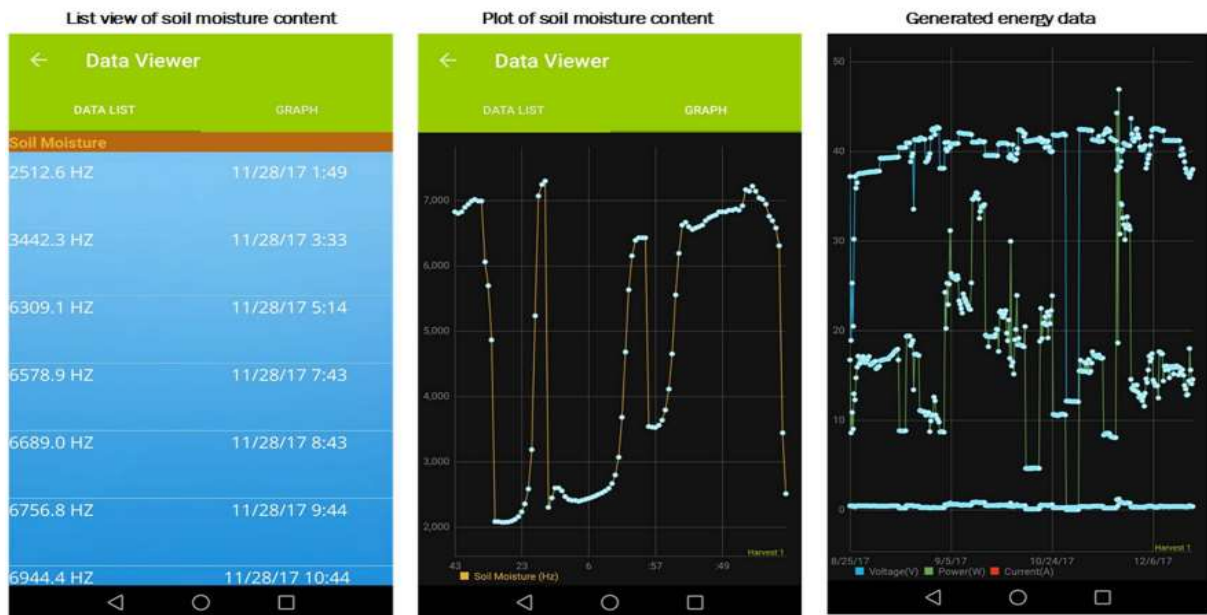 List view of soil moisture content
Plot of soil moisture content
Generated energy data
Data Viewer
DATA LIST GRAPH
Soil Moisture
2512.6 HZ 11/28/17 1:49
3442.3 HZ 11/28/17 3:33
6309.1 HZ 11/28/17 5:14
6578.9 HZ 11/28/17 7:43
6689.0 HZ 11/28/17 8:43
6756.8 HZ 11/28/17 9:44
6944.4 HZ 11/28/17 10:44
Data Viewer
DATA LIST GRAPH
7,000
6,000
5,000
4,000
3,000
2,000
43 23 6 :57 :49
Harvest 1
Soil Moisture (Hz)
50
40
30
20
10
0
8/25/17 9/5/17 10/24/17 12/6/17
Harvest 1
Voltage(V) Power(W) Current(A)